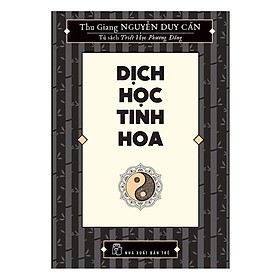 Thu Giang NGUYỄN DUY CẦN
Tủ sách Triết Học Phương Đông
DỊCH
HỌC
TINH
HOA
NHÀ XUẤT BẢN TRẺ